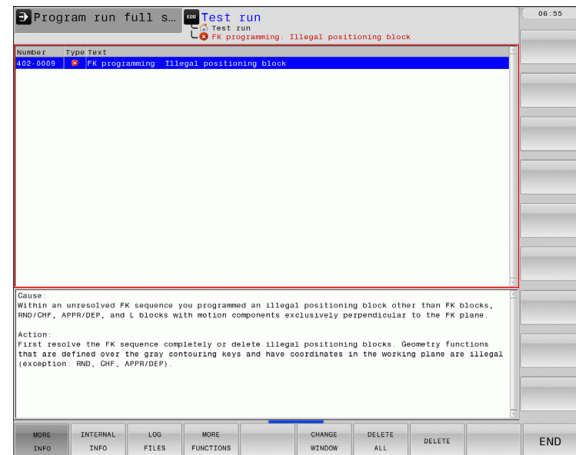 Program run full s...
ERR Test run
Test run
FK programming: Illegal positioning block
06:55
Number Type Text
402-0009 FK programming: Illegal positioning block
Cause:
Within an unresolved FK sequence you programmed an illegal positioning block other than FK blocks,
RND/CHF, APPR/DEP, and L blocks with motion components exclusively perpendicular to the FK plane.
Action:
First resolve the FK sequence completely or delete illegal positioning blocks. Geometry functions
that are defined over the gray contouring keys and have coordinates in the working plane are illegal
(exception: RND, CHF, APPR/DEP).
MORE INFO
INTERNAL INFO
LOG FILES
MORE FUNCTIONS
CHANGE WINDOW
DELETE ALL
DELETE
END